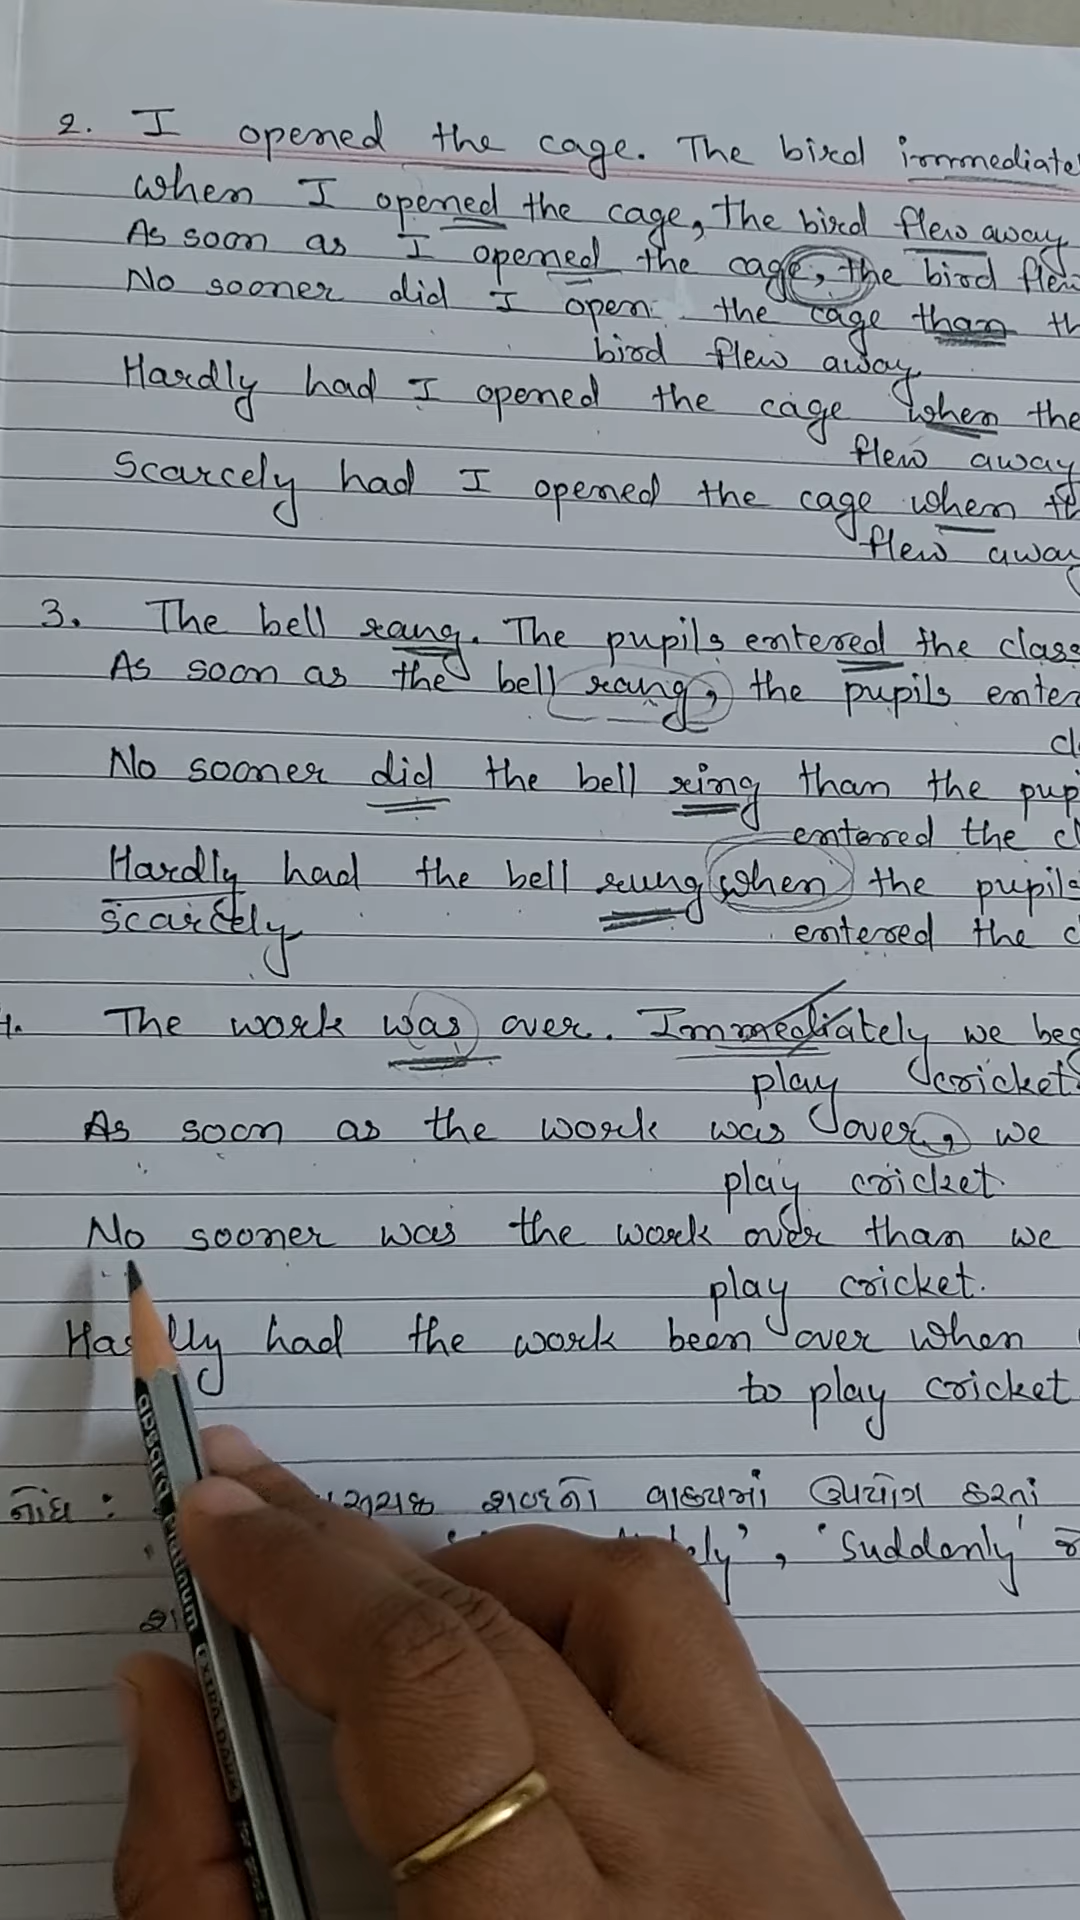 2. I opened the cage. The bird immediate
When I opened the cage, the bird flew away
As soon as I opened the cage, the bird flew
No sooner did I open the cage than th
bird flew away.
Hardly had I opened the cage when the
flew away
Scarcely had I opened the cage when
flew away
3. The bell rang. The pupils entered the class
As soon as the bell rang, the pupils enter
No sooner did the bell ring than the pup
entered the cl
Hardly had the bell rung when the pupils
Scarcely
entered the c
4. The work was over. Immediately we beg
play cricket.
As soon as the work was over, we
play cricket.
No sooner was the work over than we
play cricket.
had the work been over when
to play cricket
નોંધ : શબ્દનો વાક્યમાં ઉપયોગ કરતાં
', 'Suddenly'
apsara Platinum EXTRA DARK